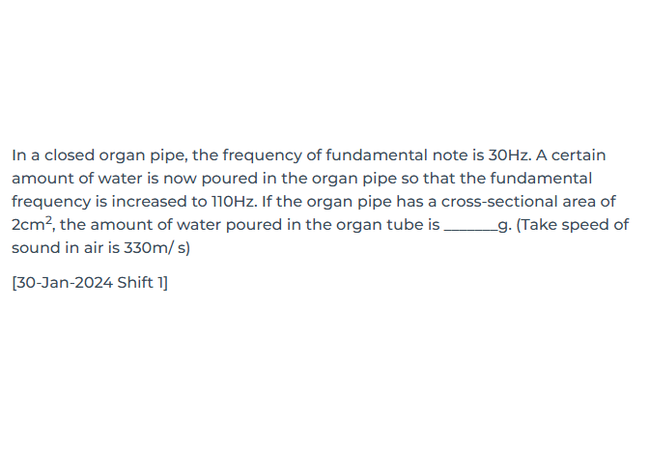 In a closed organ pipe, the frequency of fundamental note is 30Hz. A certain
amount of water is now poured in the organ pipe so that the fundamental
frequency is increased to 110Hz. If the organ pipe has a cross-sectional area of
2cm², the amount of water poured in the organ tube is _______g. (Take speed of
sound in air is 330m/ s)
[30-Jan-2024 Shift 1]